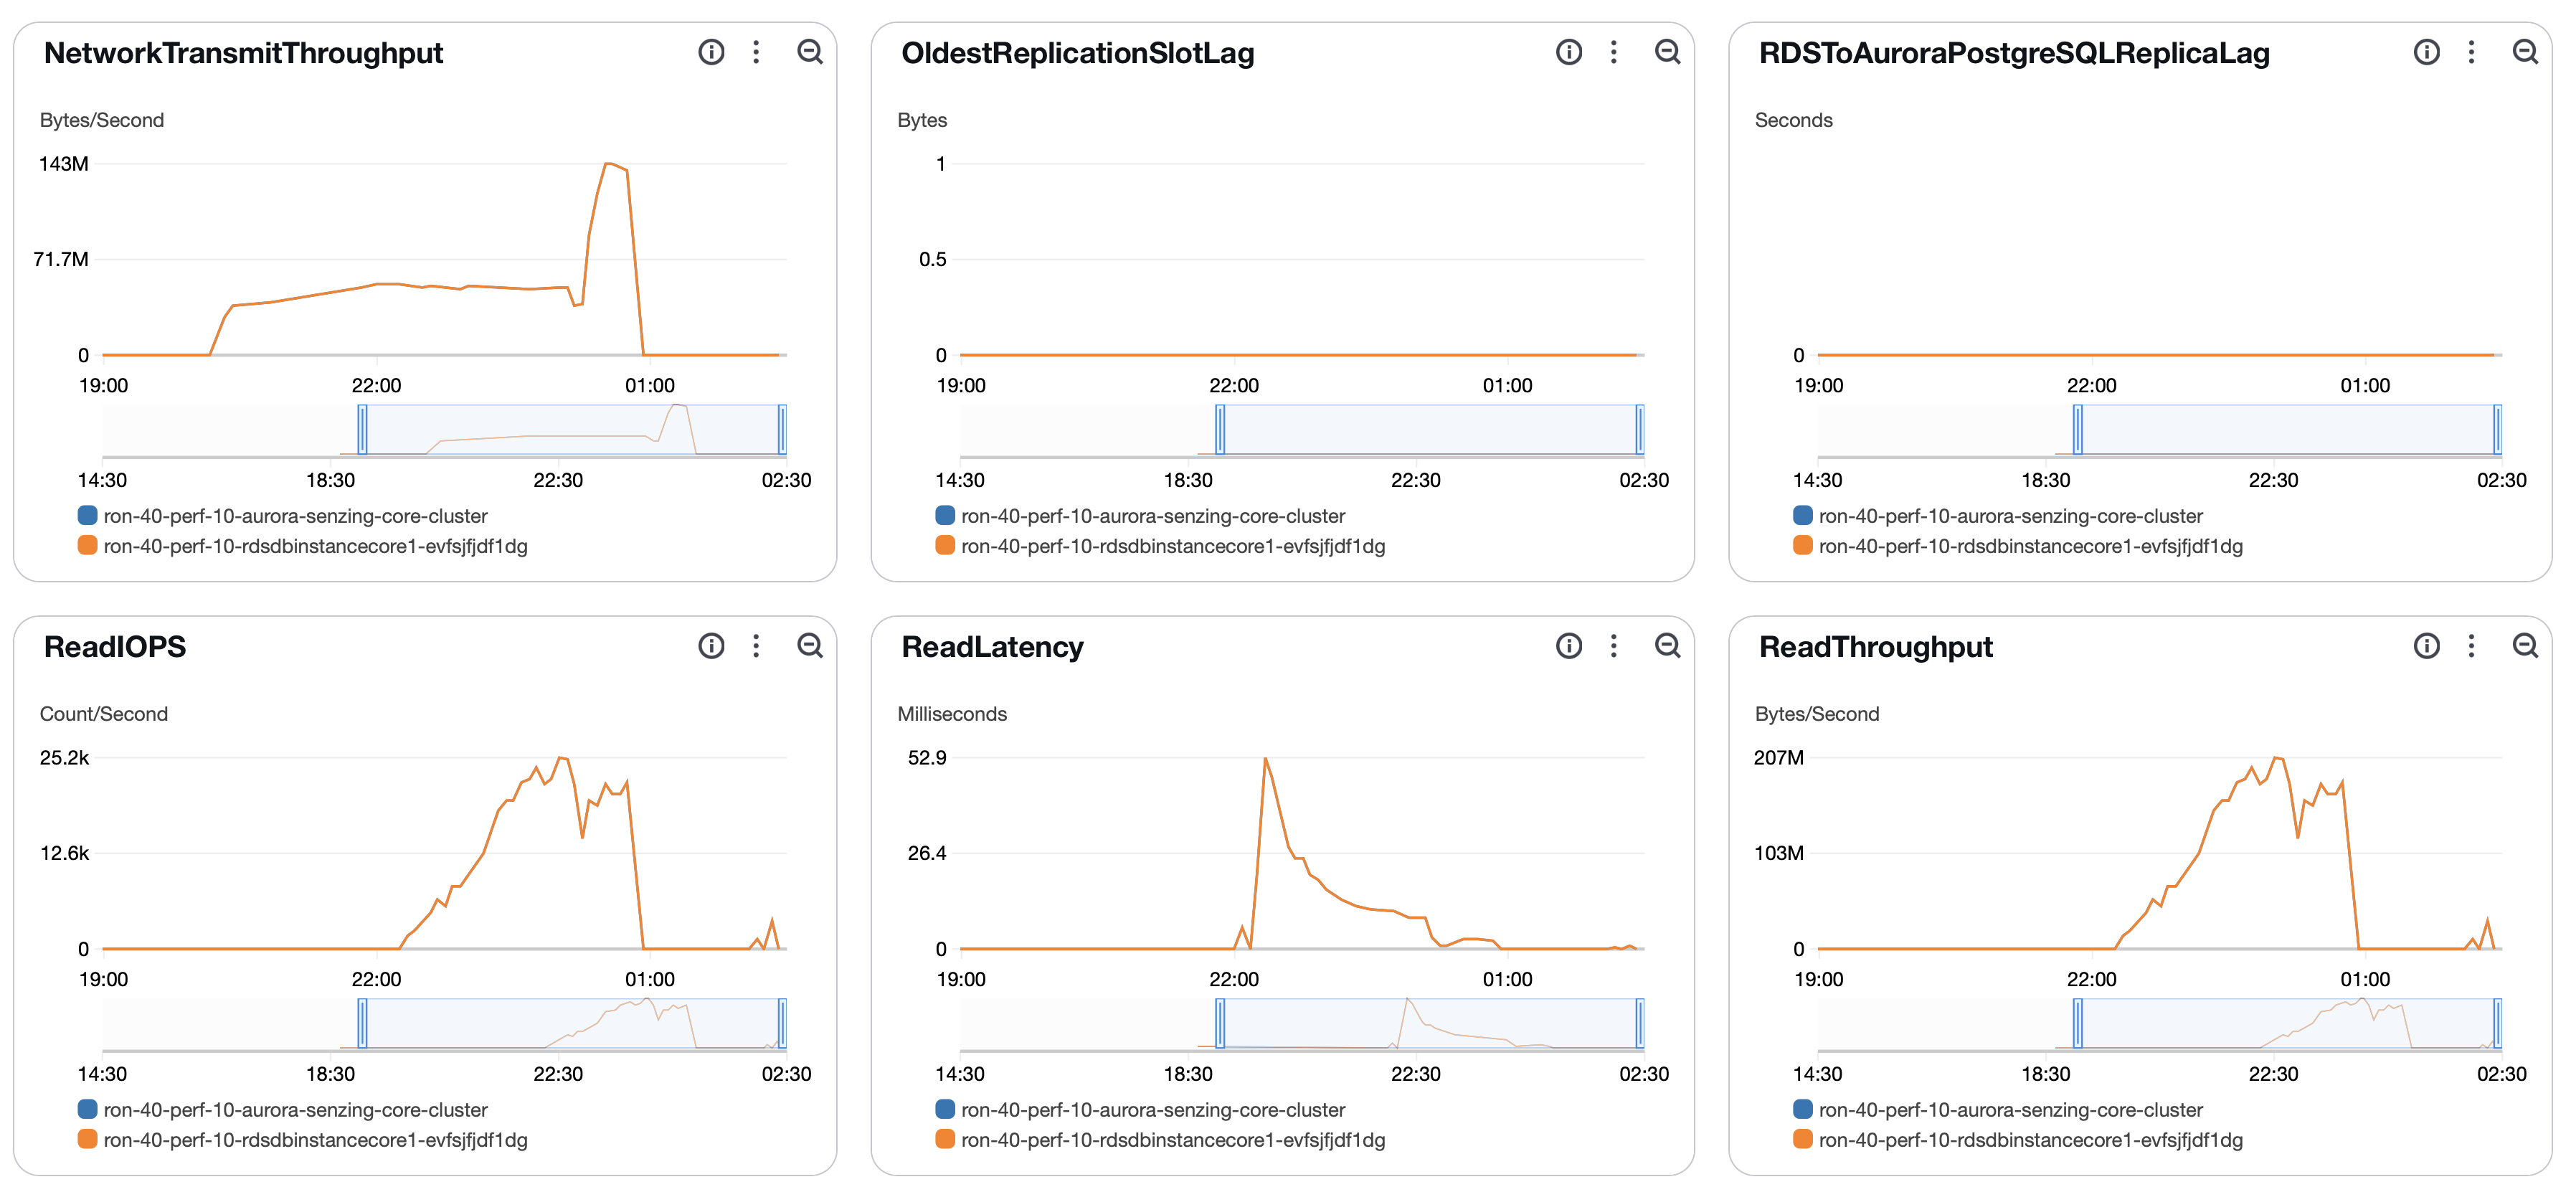 NetworkTransmitThroughput
Bytes/Second
143M
71.7M
0
19:00 22:00 01:00
14:30 18:30 22:30 02:30
ron-40-perf-10-aurora-senzing-core-cluster
ron-40-perf-10-rdsdbinstancecore1-evfsjfjdf1dg
OldestReplicationSlotLag
Bytes
1
0.5
0
19:00 22:00 01:00
14:30 18:30 22:30 02:30
ron-40-perf-10-aurora-senzing-core-cluster
ron-40-perf-10-rdsdbinstancecore1-evfsjfjdf1dg
RDSToAuroraPostgreSQLReplicaLag
Seconds
0
19:00 22:00 01:00
14:30 18:30 22:30 02:30
ron-40-perf-10-aurora-senzing-core-cluster
ron-40-perf-10-rdsdbinstancecore1-evfsjfjdf1dg
ReadIOPS
Count/Second
25.2k
12.6k
0
19:00 22:00 01:00
14:30 18:30 22:30 02:30
ron-40-perf-10-aurora-senzing-core-cluster
ron-40-perf-10-rdsdbinstancecore1-evfsjfjdf1dg
ReadLatency
Milliseconds
52.9
26.4
0
19:00 22:00 01:00
14:30 18:30 22:30 02:30
ron-40-perf-10-aurora-senzing-core-cluster
ron-40-perf-10-rdsdbinstancecore1-evfsjfjdf1dg
ReadThroughput
Bytes/Second
207M
103M
0
19:00 22:00 01:00
14:30 18:30 22:30 02:30
ron-40-perf-10-aurora-senzing-core-cluster
ron-40-perf-10-rdsdbinstancecore1-evfsjfjdf1dg